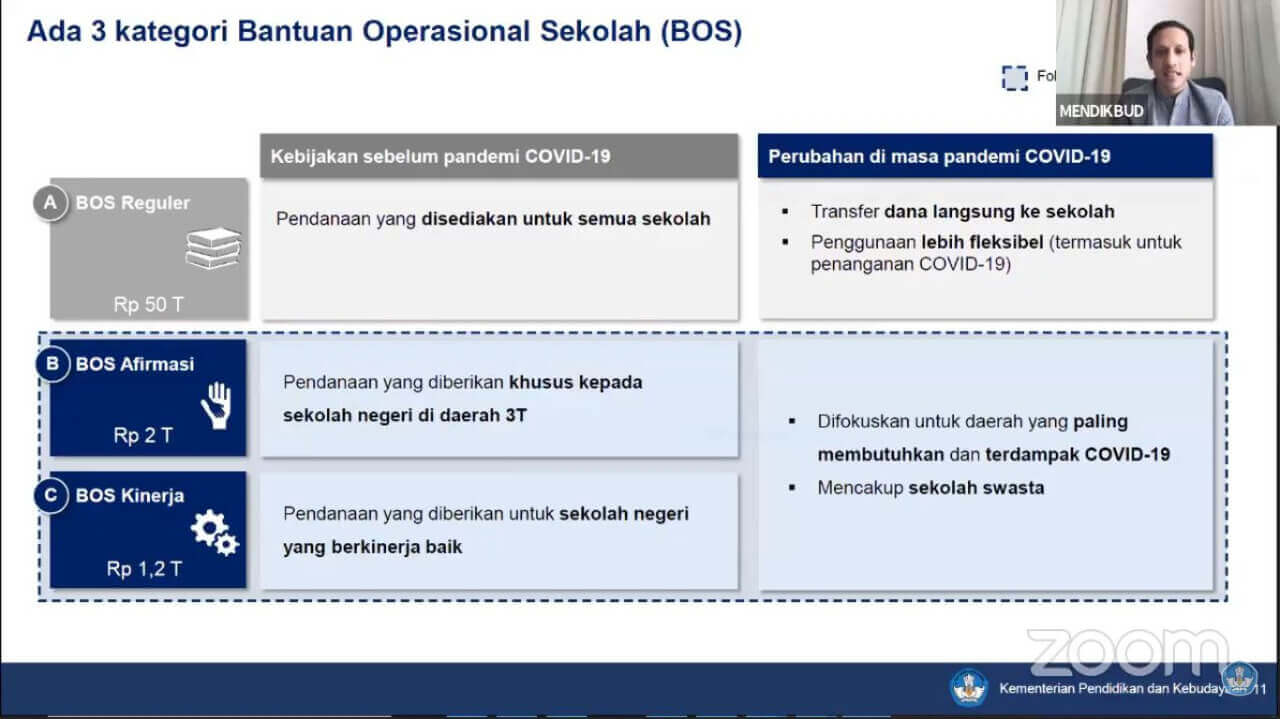 Ada 3 kategori Bantuan Operasional Sekolah (BOS)
MENDIKBUD
Kebijakan sebelum pandemi COVID-19
Perubahan di masa pandemi COVID-19
A
BOS Reguler
Rp 50 T
Pendanaan yang disediakan untuk semua sekolah
▪ Transfer dana langsung ke sekolah
▪ Penggunaan lebih fleksibel (termasuk untuk
penanganan COVID-19)
B
BOS Afirmasi
Rp 2 T
Pendanaan yang diberikan khusus kepada
sekolah negeri di daerah 3T
C
BOS Kinerja
Rp 1,2 T
Pendanaan yang diberikan untuk sekolah negeri
yang berkinerja baik
▪ Difokuskan untuk daerah yang paling
membutuhkan dan terdampak COVID-19
▪ Mencakup sekolah swasta
zoom
Kementerian Pendidikan dan
11